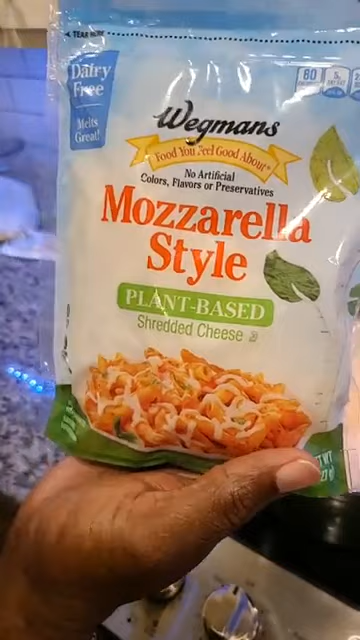 TEAR HERE
Dairy
Free
Melts
Great!
80
Wegmans
Food You Feel Good About
No Artificial
Colors, Flavors or Preservatives
Mozzarella
Style
PLANT-BASED
Shredded Cheese